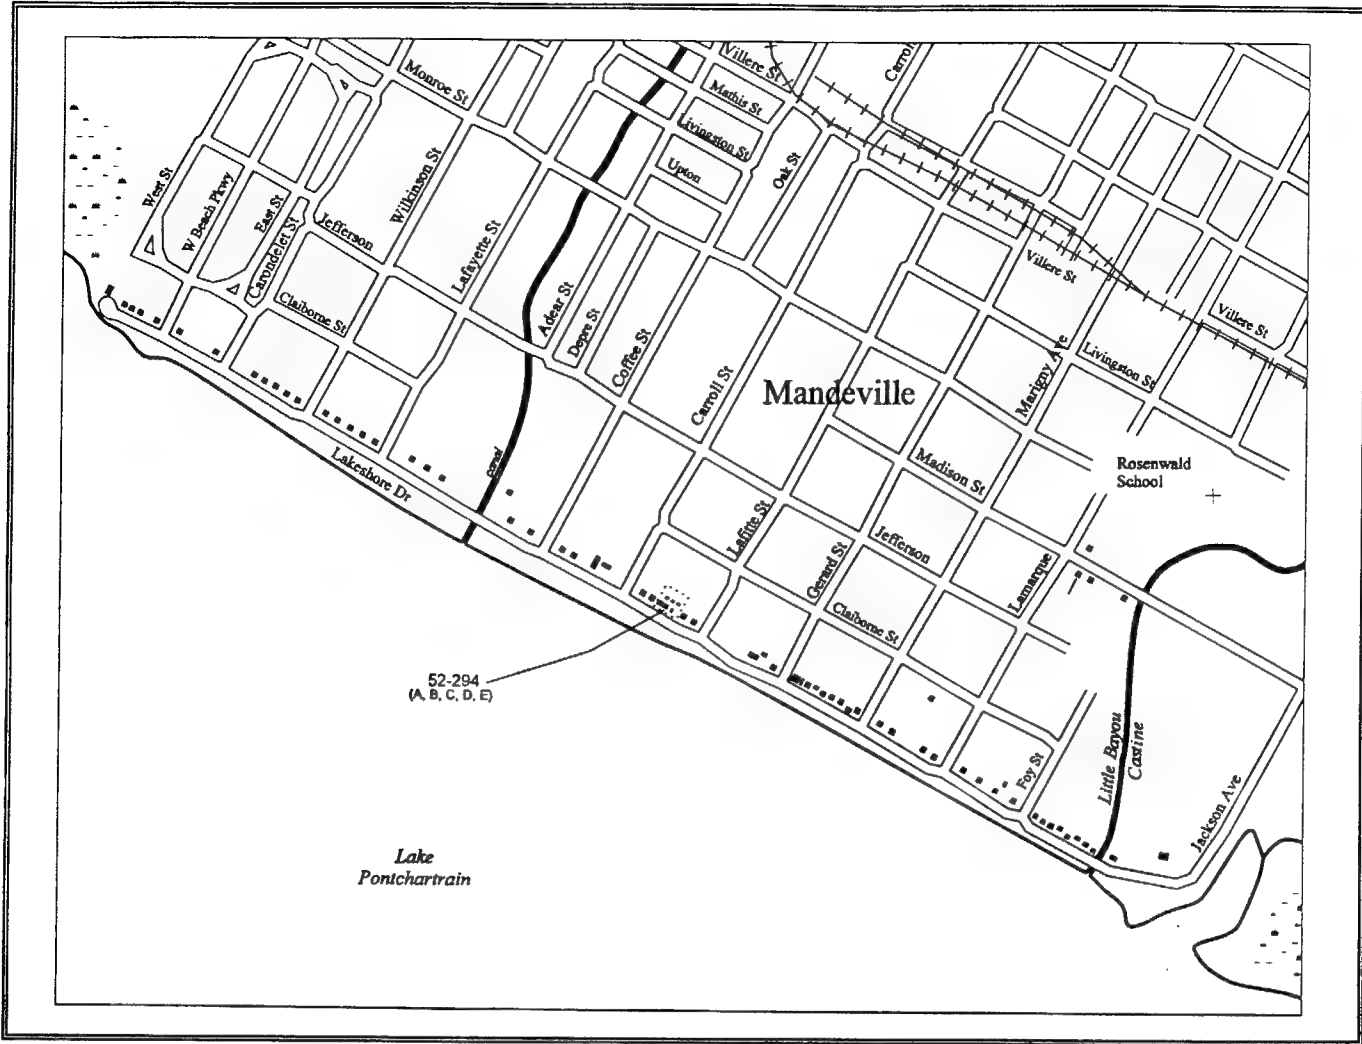 Villere St
Carroll
Monroe St
Mathis St
Livingston St
Upton
Oak St
West St
W Beach Pkwy
East St
Carondelet St
Jefferson
Wilkinson St
Lafayette St
Claiborne St
Adear St
Depre St
Coffee St
Carroll St
Villere St
Villere St
Livingston St
Marigny Ave
Mandeville
Rosenwald
School
Madison St
Lakeshore Dr
canal
Lafitte St
Jefferson
Gerard St
Lamarque
Claiborne St
52-294
(A, B, C, D, E)
Foy St
Little Bayou
Castine
Jackson Ave
Lake
Pontchartrain